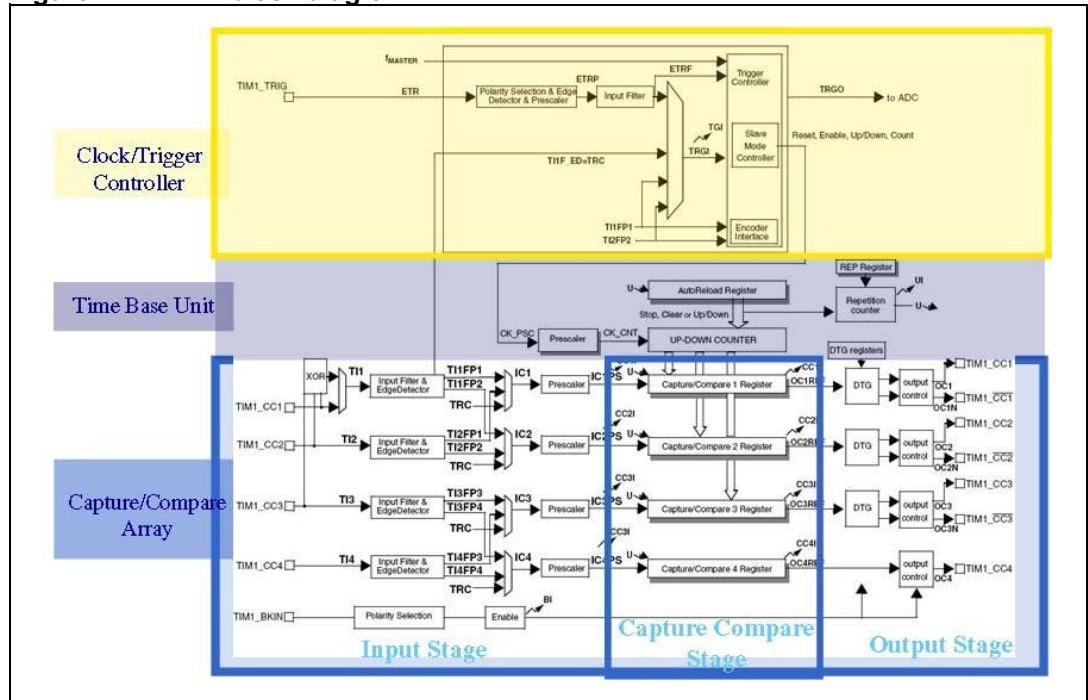 fMASTER
TIM1_TRIG
ETR
Polarity Selection & Edge
Detector & Prescaler
ETRP
Input Filter
ETRF
Trigger
Controller
TRGO
to ADC
Clock/Trigger
Controller
TI1F_ED=TRC
TGI
TRGI
Slave
Mode
Controller
Reset, Enable, Up/Down, Count
TI1FP1
TI2FP2
Encoder
Interface
Time Base Unit
U
AutoReload Register
REP Register
UI
Repetition
counter
U
Stop, Clear or Up/Down
CK_PSC
Prescaler
CK_CNT
UP-DOWN COUNTER
DTG registers
XOR
TI1
Input Filter &
EdgeDetector
TI1FP1
TI1FP2
TRC
IC1
Prescaler
IC1PS
U
Capture/Compare 1 Register
CC1I
OC1REF
DTG
output
control
OC1
OC1N
TIM1_CC1
TIM1_CC1
TIM1_CC1
TIM1_CC2
TI2
Input Filter &
EdgeDetector
TI2FP1
TI2FP2
TRC
IC2
Prescaler
CC2I
IC2PS
U
Capture/Compare 2 Register
CC2I
OC2REF
DTG
output
control
OC2
OC2N
TIM1_CC2
TIM1_CC2
Capture/Compare
Array
TIM1_CC3
TI3
Input Filter &
EdgeDetector
TI3FP3
TI3FP4
TRC
IC3
Prescaler
CC3I
IC3PS
U
Capture/Compare 3 Register
CC3I
OC3REF
DTG
output
control
OC3
OC3N
TIM1_CC3
TIM1_CC3
TIM1_CC4
TI4
Input Filter &
EdgeDetector
TI4FP3
TI4FP4
TRC
IC4
Prescaler
CC3I
IC4PS
U
Capture/Compare 4 Register
CC4I
OC4REF
output
control
OC4
TIM1_CC4
TIM1_BKIN
Polarity Selection
Enable
BI
Input Stage
Capture Compare
Stage
Output Stage